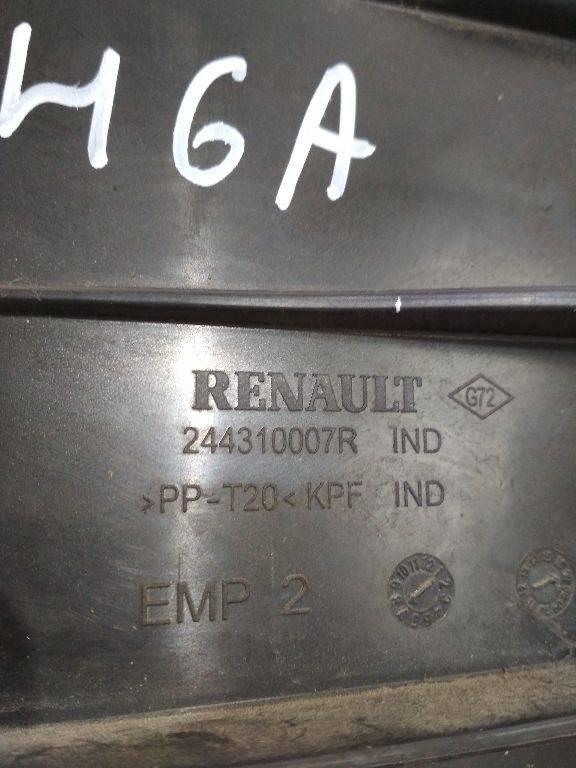 46A
RENAULT G72
244310007R IND
>PP-T20< KPF IND
EMP 2